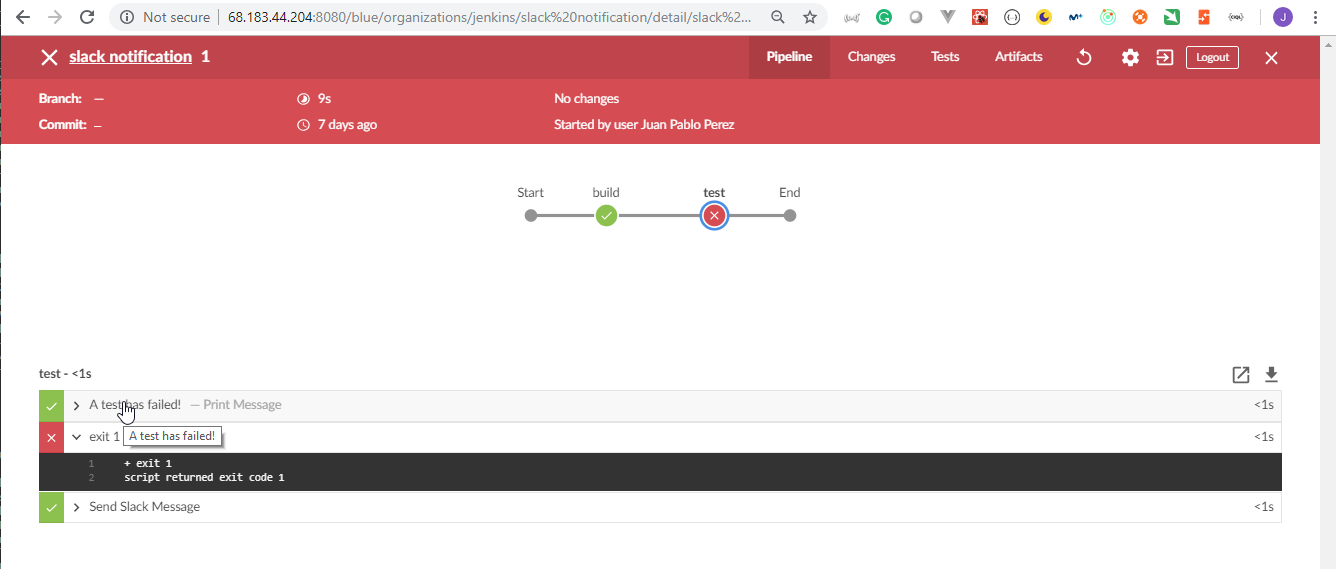 Not secure | 68.183.44.204:8080/blue/organizations/jenkins/slack%20notification/detail/slack%2...
J
slack notification 1 Pipeline Changes Tests Artifacts Logout
Branch: — 9s No changes
Commit: — 7 days ago Started by user Juan Pablo Perez
Start build test End
test - <1s
A test has failed! — Print Message <1s
exit 1 <1s
A test has failed!
1 + exit 1
2 script returned exit code 1
Send Slack Message <1s